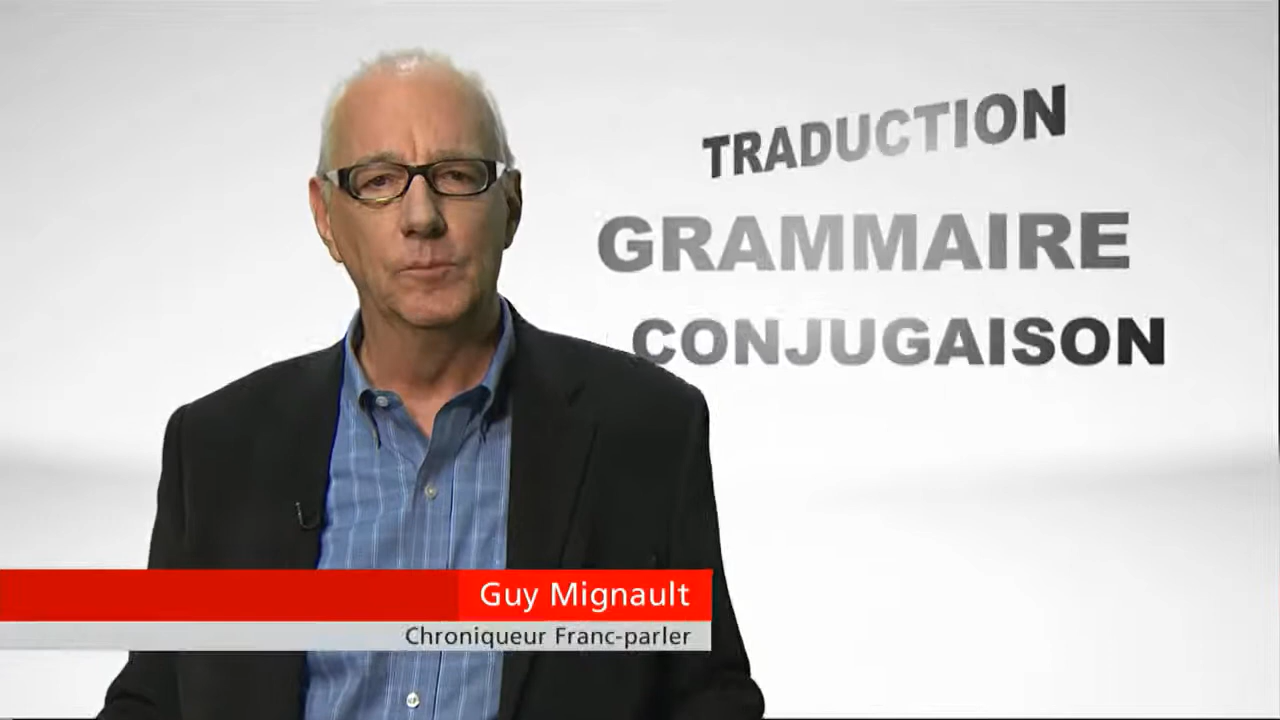 TRADUCTION
GRAMMAIRE
CONJUGAISON
Guy Mignault
Chroniqueur Franc-parler